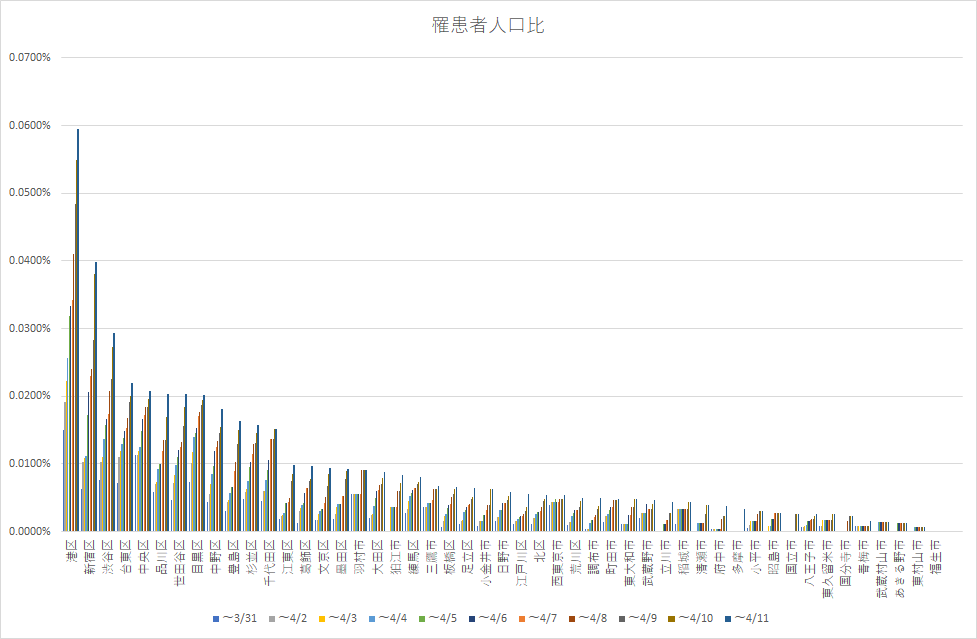 罹患者人口比
0.0700%
0.0600%
0.0500%
0.0400%
0.0300%
0.0200%
0.0100%
0.0000%
港区
新宿区
渋谷区
台東区
中央区
品川区
世田谷区
目黒区
中野区
豊島区
杉並区
千代田区
江東区
葛飾区
文京区
墨田区
羽村市
大田区
狛江市
練馬区
三鷹市
板橋区
足立区
小金井市
日野市
江戸川区
北区
西東京市
荒川区
調布市
町田市
東大和市
武蔵野市
立川市
稲城市
清瀬市
府中市
多摩市
小平市
昭島市
国立市
八王子市
東久留米市
国分寺市
青梅市
武蔵村山市
あきる野市
東村山市
福生市
～3/31 ～4/2 ～4/3 ～4/4 ～4/5 ～4/6 ～4/7 ～4/8 ～4/9 ～4/10 ～4/11